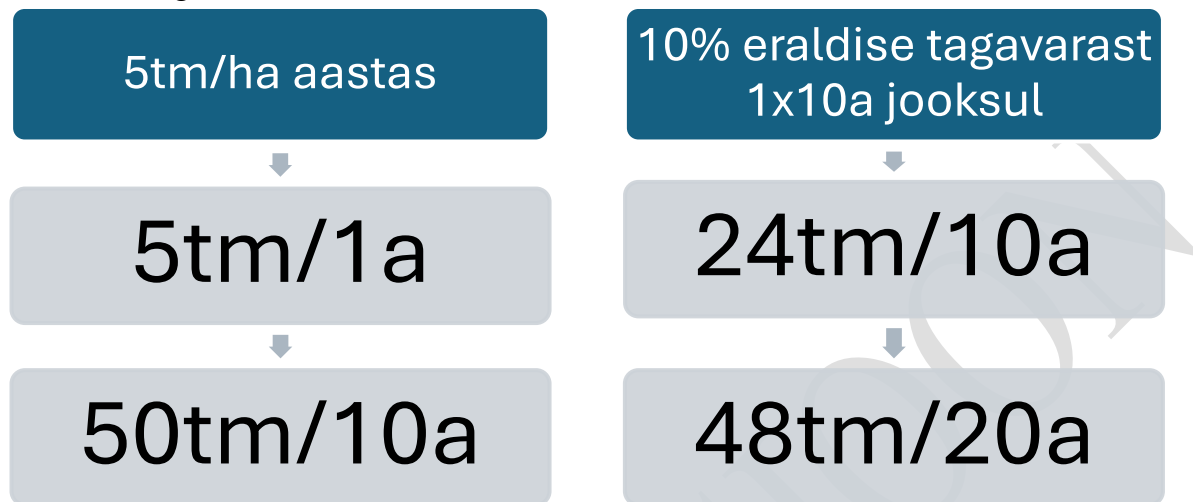 5tm/ha aastas
5tm/1a
50tm/10a
10% eraldise tagavarast
1x10a jooksul
24tm/10a
48tm/20a